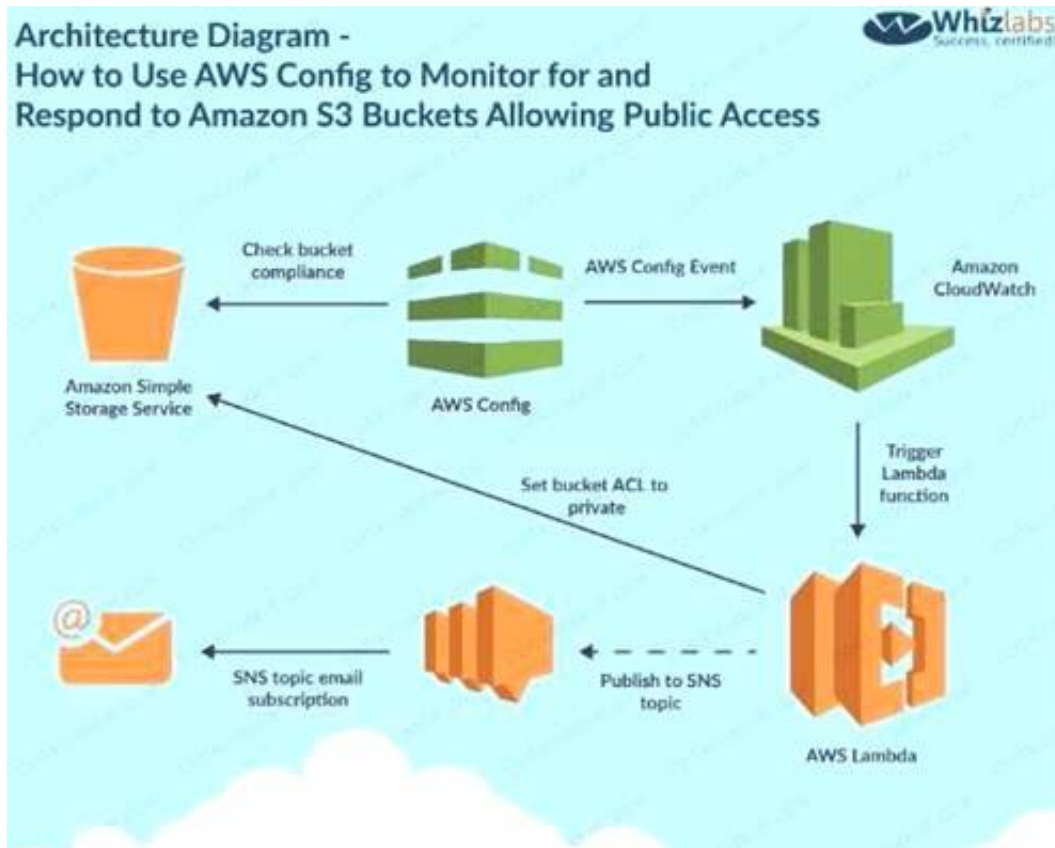 Architecture Diagram -
How to Use AWS Config to Monitor for and
Respond to Amazon S3 Buckets Allowing Public Access
Whizlabs
Success, certified!
Check bucket
compliance
AWS Config Event
Amazon
CloudWatch
Amazon Simple
Storage Service
AWS Config
Trigger
Lambda
function
Set bucket ACL to
private
@
SNS topic email
subscription
Publish to SNS
topic
AWS Lambda